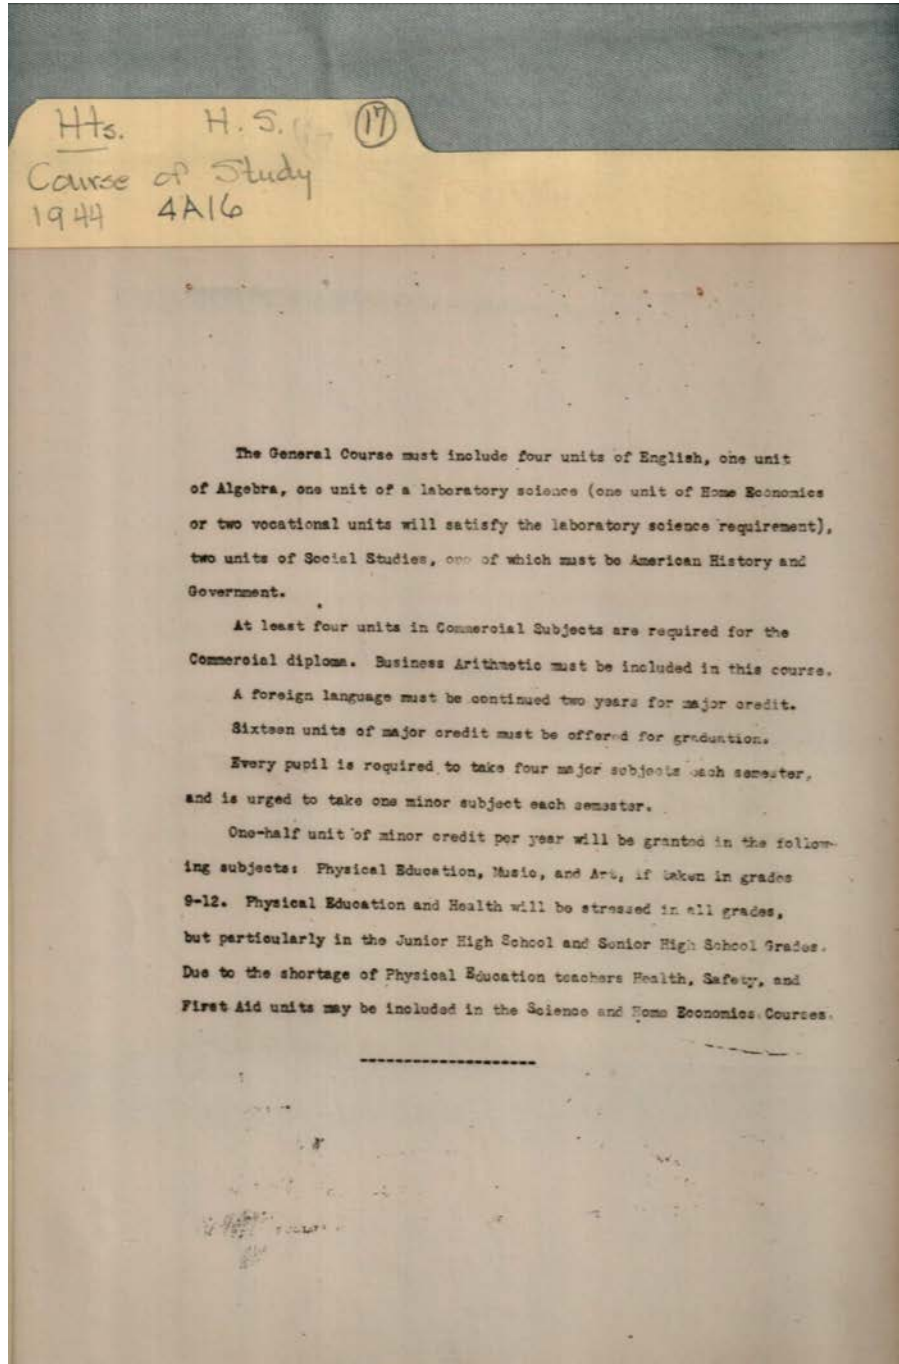 Hts. H.S. 17
Course of Study
1944 4A16
The General Course must include four units of English, one unit
of Algebra, one unit of a laboratory science (one unit of Home Economics
or two vocational units will satisfy the laboratory science requirement),
two units of Social Studies, one of which must be American History and
Government.
At least four units in Commercial Subjects are required for the
Commercial diploma. Business Arithmetic must be included in this course.
A foreign language must be continued two years for major credit.
Sixteen units of major credit must be offered for graduation.
Every pupil is required to take four major subjects each semester,
and is urged to take one minor subject each semester.
One-half unit of minor credit per year will be granted in the follow-
ing subjects: Physical Education, Music, and Art, if taken in grades
9-12. Physical Education and Health will be stressed in all grades,
but particularly in the Junior High School and Senior High School Grades.
Due to the shortage of Physical Education teachers Health, Safety, and
First Aid units may be included in the Science and Home Economics Courses.
--------------------